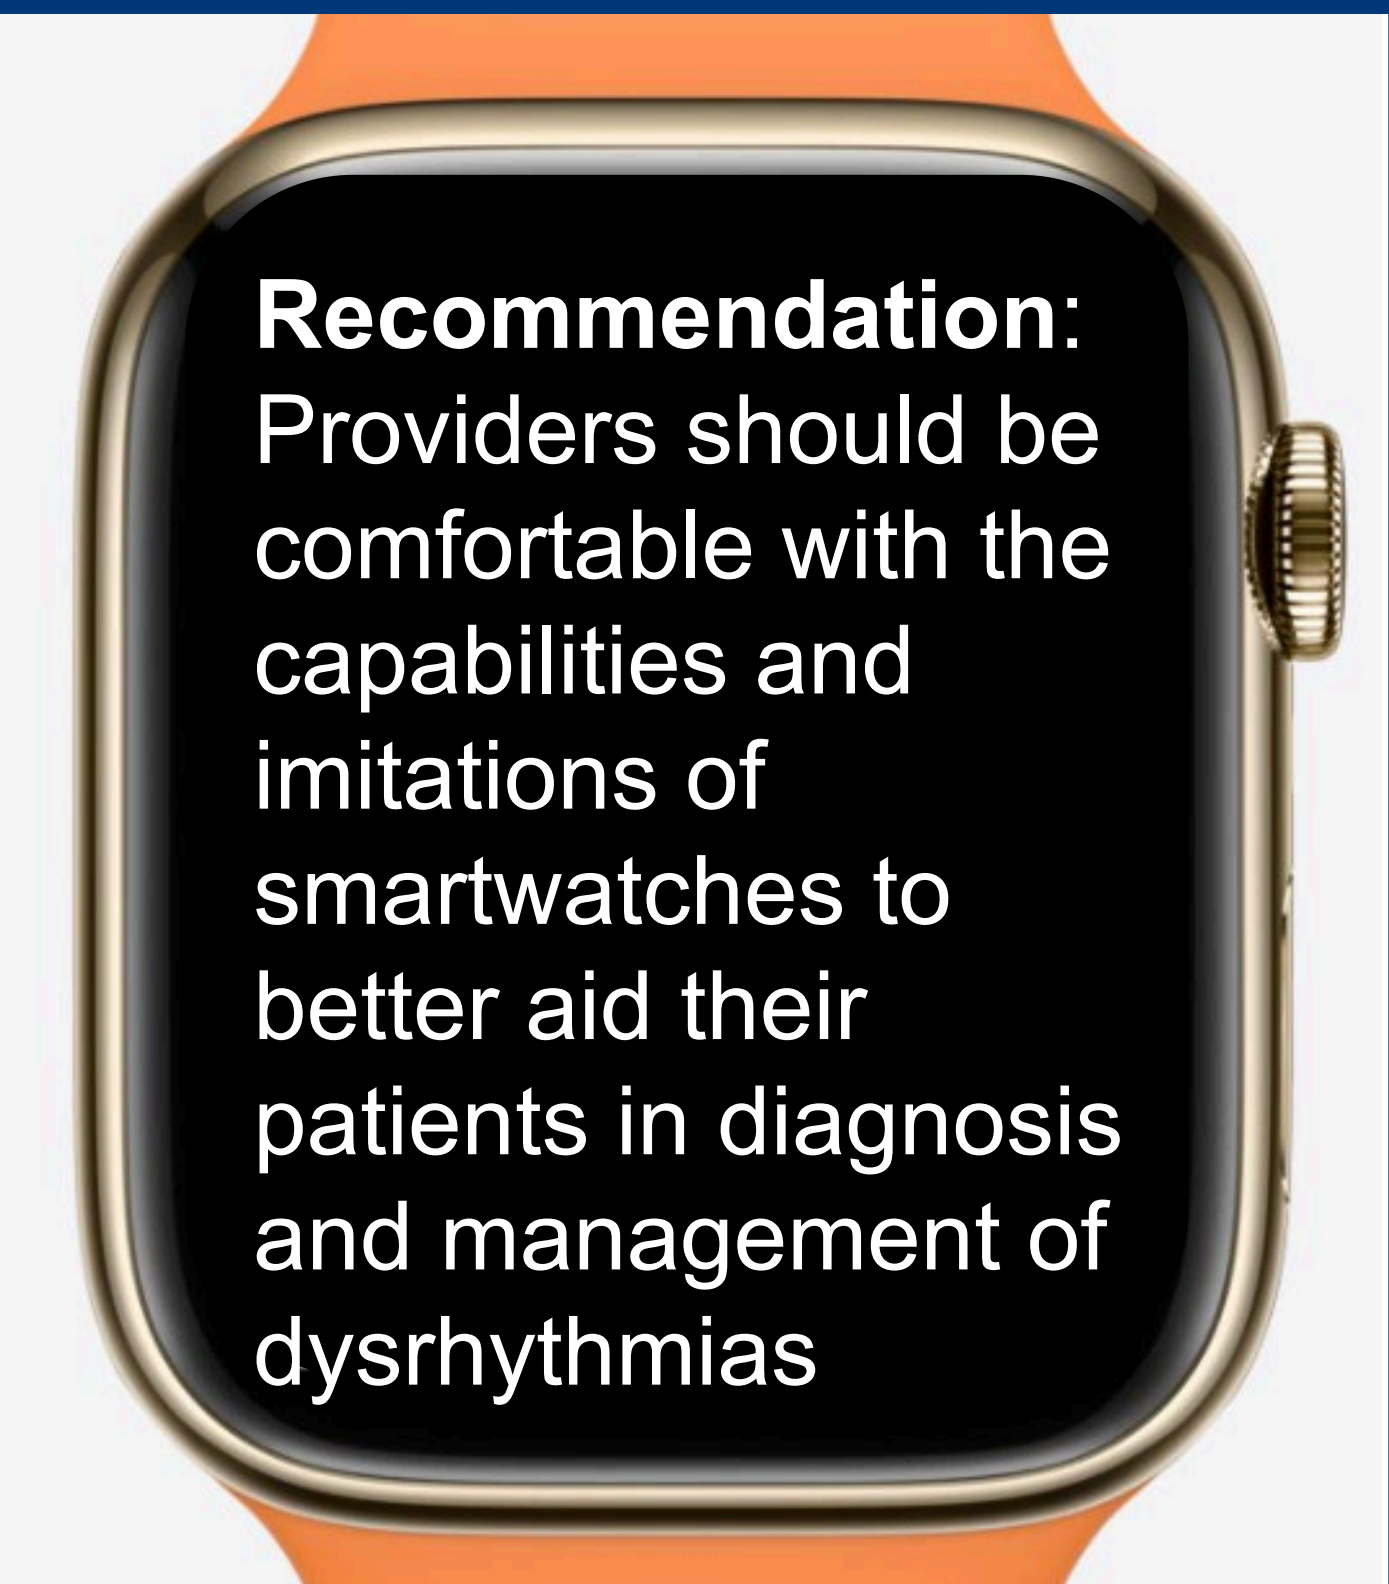 Recommendation:
Providers should be
comfortable with the
capabilities and
imitations of
smartwatches to
better aid their
patients in diagnosis
and management of
dysrhythmias